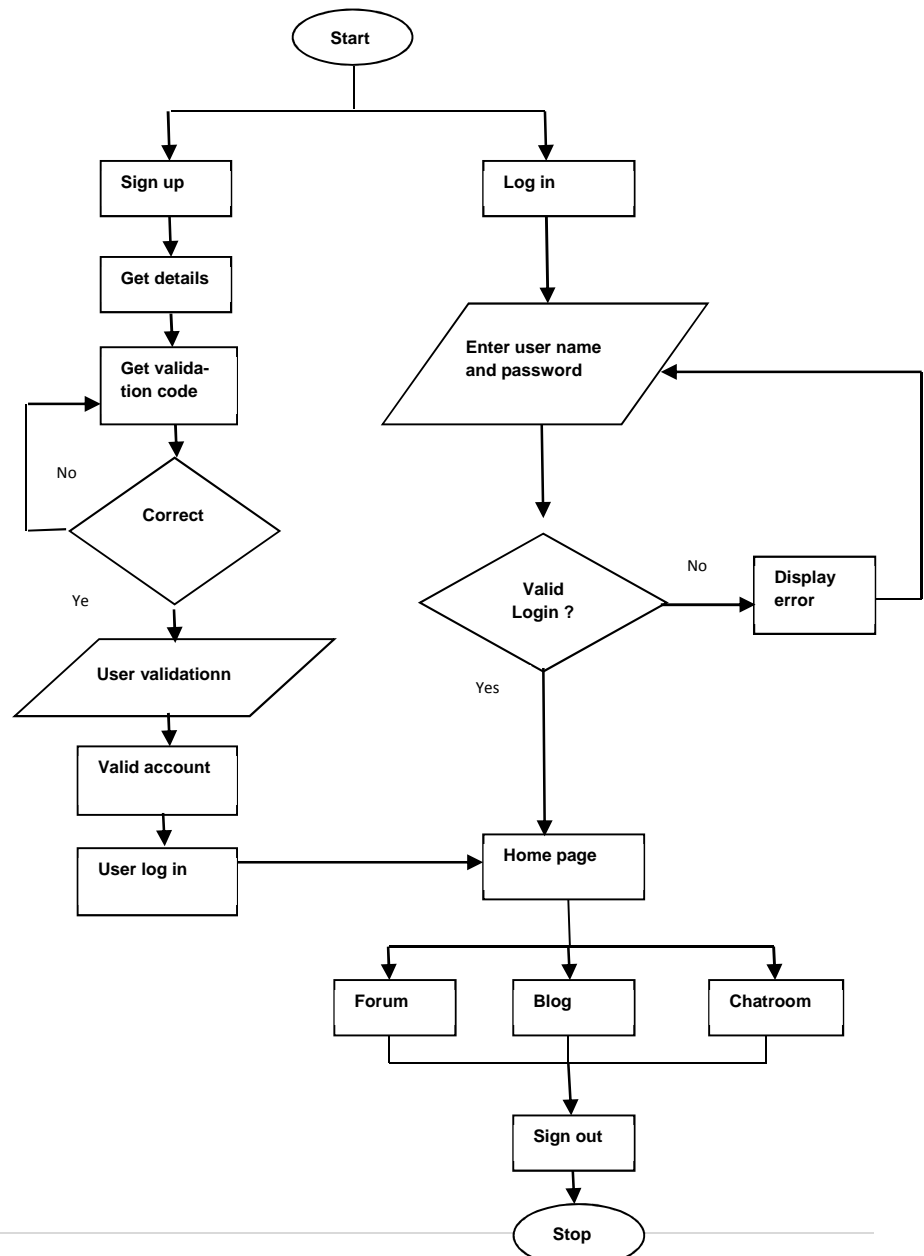 Start
Sign up
Log in
Get details
Enter user name
and password
Get valida-
tion code
No
Correct
Ye
Valid
Login ?
No
Display
error
User validationn
Yes
Valid account
User log in
Home page
Forum
Blog
Chatroom
Sign out
Stop